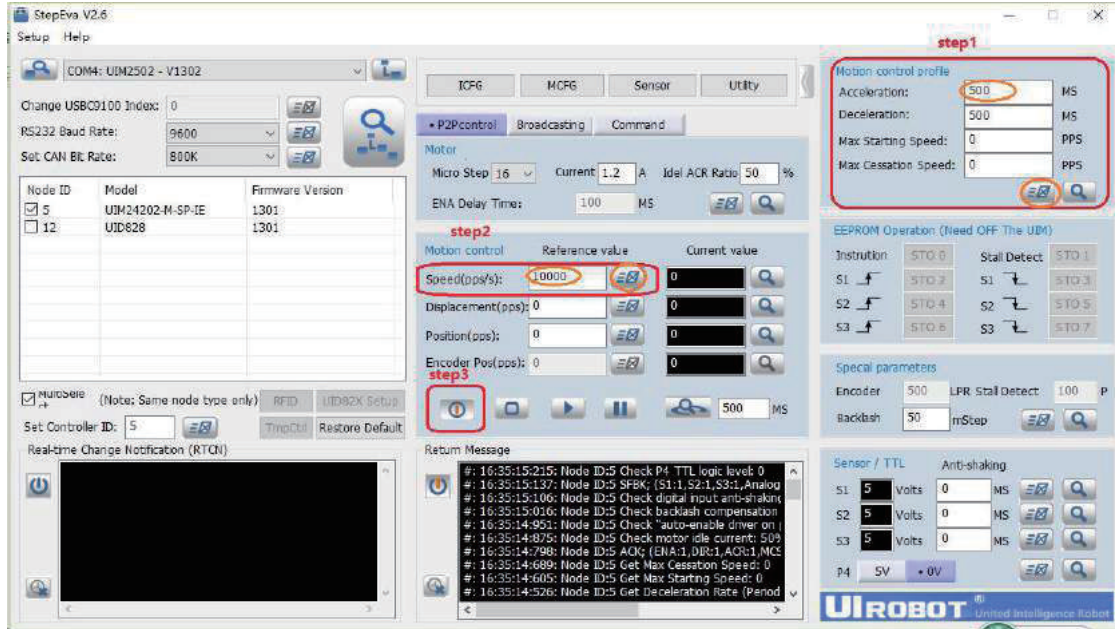 StepEva V2.6
Setup Help
step1
COM4: UIM2502 - V1302
Change USBC9100 Index: 0
RS232 Baud Rate: 9600
Set CAN Bit Rate: 800K
Node ID Model Firmware Version
5 UIM24202-M-SP-IE 1301
12 UID828 1301
(Note: Same node type only) RFID UID82X Setup
Set Controller ID: 5 TmpCtrl Restore Default
Real-time Change Notification (RTCN)
ICFG MCFG Sensor Utility
• P2Pcontrol Broadcasting Command
Motor
Micro Step 16 Current 1.2 A Idel ACR Ratio 50 %
ENA Delay Time: 100 MS
step2
Motion control Reference value Current value
Speed(pps/s): 10000 0
Displacement(pps): 0 0
Position(pps): 0 0
Encoder Pos(pps): 0 0
step3
500 MS
Return Message
#: 16:35:15:215: Node ID:5 Check P4 TTL logic level: 0
#: 16:35:15:137: Node ID:5 SFBK; (S1:1,S2:1,S3:1,Analog
#: 16:35:15:106: Node ID:5 Check digital input anti-shaking
#: 16:35:15:016: Node ID:5 Check backlash compensation
#: 16:35:14:951: Node ID:5 Check "auto-enable driver on
#: 16:35:14:875: Node ID:5 Check motor idle current: 50%
#: 16:35:14:798: Node ID:5 ACK; (ENA:1,DIR:1,ACR:1,MCS
#: 16:35:14:689: Node ID:5 Get Max Cessation Speed: 0
#: 16:35:14:605: Node ID:5 Get Max Starting Speed: 0
#: 16:35:14:526: Node ID:5 Get Deceleration Rate (Period
Motion control profile
Acceleration: 500 MS
Deceleration: 500 MS
Max Starting Speed: 0 PPS
Max Cessation Speed: 0 PPS
EEPROM Operation (Need OFF The UIM)
Instrution STO 0 Stall Detect STO 1
S1 STO 2 S1 STO 3
S2 STO 4 S2 STO 5
S3 STO 6 S3 STO 7
Special parameters
Encoder 500 LPR Stall Detect 100 P
Backlash 50 mStep
Sensor / TTL Anti-shaking
S1 5 Volts 0 MS
S2 5 Volts 0 MS
S3 5 Volts 0 MS
P4 5V • 0V
UIROBOT ® United Intelligence Robot